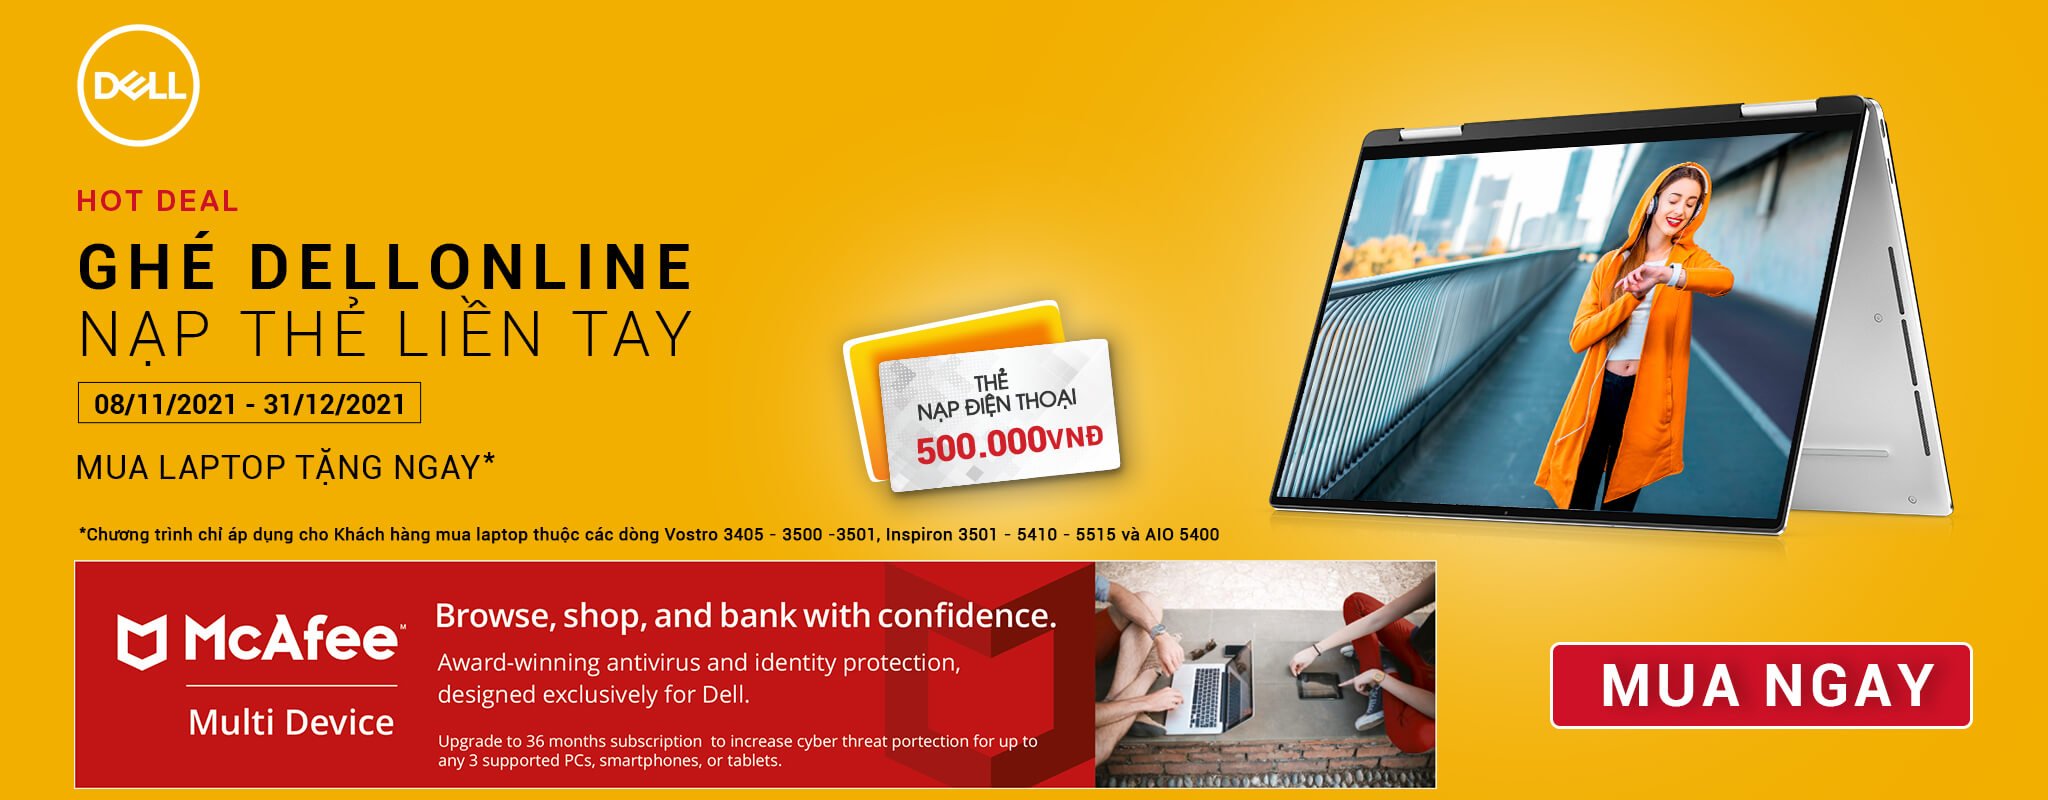 DELL
HOT DEAL
GHÉ DELLONLINE
NẠP THẺ LIỀN TAY
08/11/2021 - 31/12/2021
MUA LAPTOP TẶNG NGAY*
THẺ
NẠP ĐIỆN THOẠI
500.000VNĐ
*Chương trình chỉ áp dụng cho Khách hàng mua laptop thuộc các dòng Vostro 3405 - 3500 -3501, Inspiron 3501 - 5410 - 5515 và AIO 5400
McAfee™
Multi Device
Browse, shop, and bank with confidence.
Award-winning antivirus and identity protection,
designed exclusively for Dell.
Upgrade to 36 months subscription to increase cyber threat portection for up to
any 3 supported PCs, smartphones, or tablets.
MUA NGAY